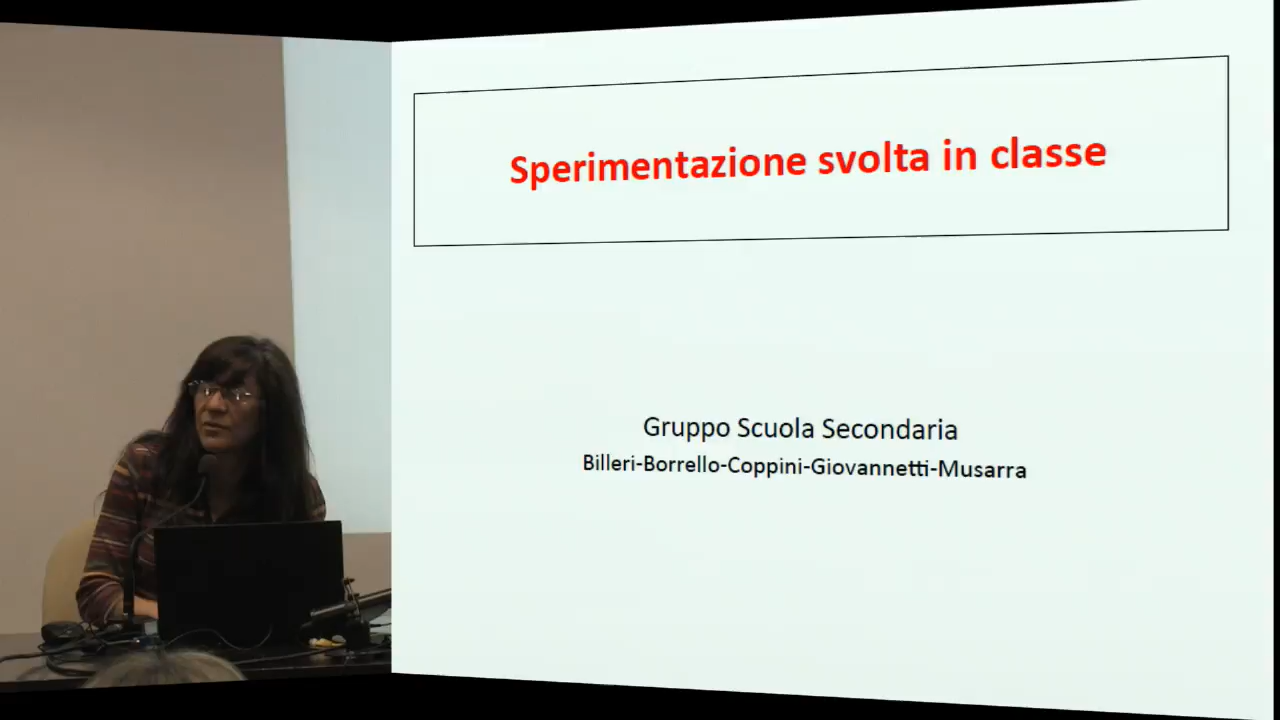 Sperimentazione svolta in classe
Gruppo Scuola Secondaria
Billeri-Borrello-Coppini-Giovannetti-Musarra